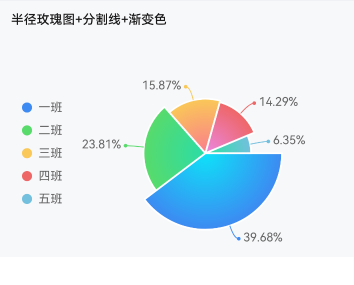 半径玫瑰图+分割线+渐变色
15.87%
14.29%
一班
二班
6.35%
23.81%
三班
四班
五班
39.68%